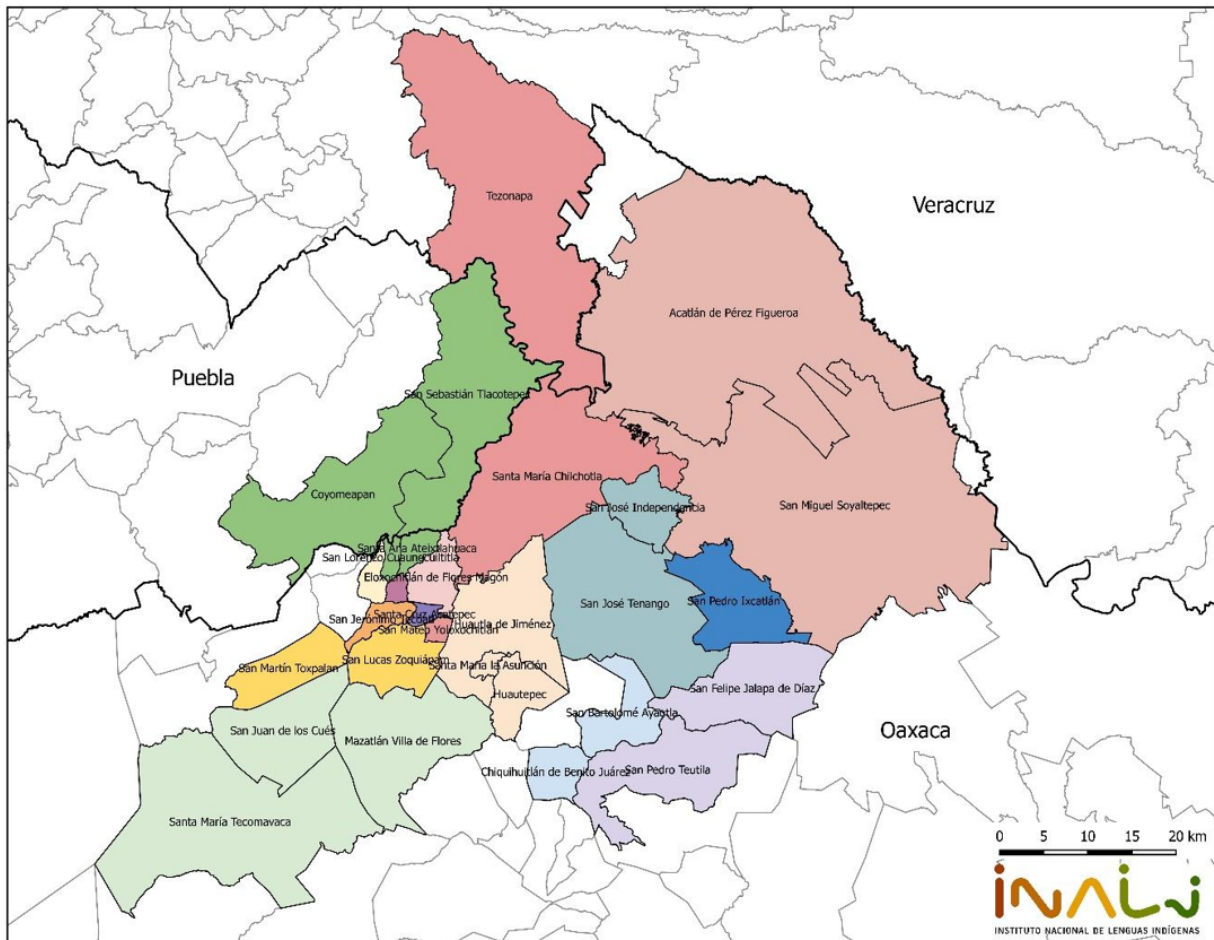 Tezonapa
Veracruz
Acatlán de Pérez Figueroa
Puebla
San Sebastián Tlacotepec
Santa María Chilchotla
Coyomeapan
San José Independencia
San Miguel Soyaltepec
Santa Ana Ateixtlahuaca
San Lorenzo Cuaunecuiltitla
Eloxochitlán de Flores Magón
San José Tenango
San Pedro Ixcatlán
Santa Cruz Acatepec
San Jerónimo Tecóatl
Huautla de Jiménez
San Mateo Yoloxochitlán
San Lucas Zoquiápam
Santa María la Asunción
San Martín Toxpalan
San Felipe Jalapa de Díaz
Huautepec
San Bartolomé Ayautla
San Juan de los Cués
Oaxaca
Mazatlán Villa de Flores
Chiquihuitlán de Benito Juárez
San Pedro Teutila
Santa María Tecomavaca
0 5 10 15 20 km
INALI
INSTITUTO NACIONAL DE LENGUAS INDÍGENAS